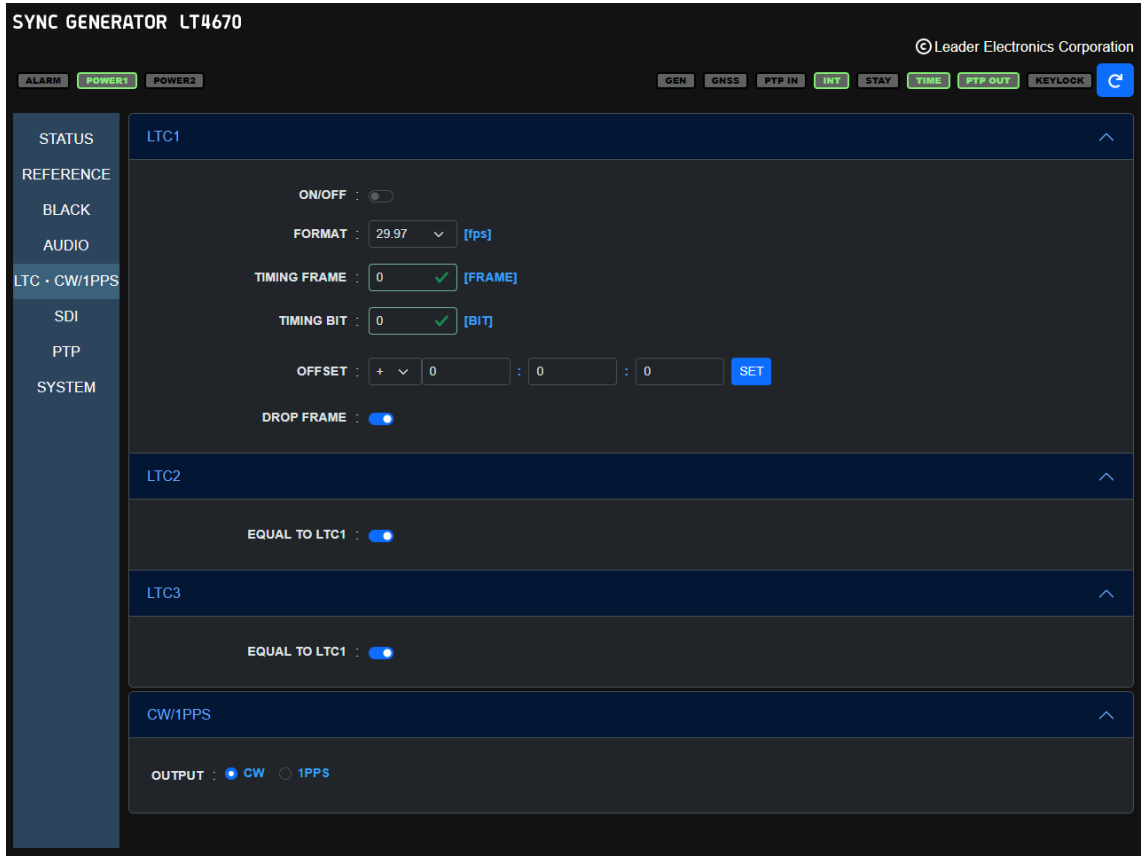 SYNC GENERATOR LT4670
© Leader Electronics Corporation
ALARM POWER1 POWER2 GEN GNSS PTP IN INT STAY TIME PTP OUT KEYLOCK
STATUS
REFERENCE
BLACK
AUDIO
LTC・CW/1PPS
SDI
PTP
SYSTEM
LTC1
ON/OFF :
FORMAT : 29.97 [fps]
TIMING FRAME : 0 [FRAME]
TIMING BIT : 0 [BIT]
OFFSET : + 0 : 0 : 0 SET
DROP FRAME :
LTC2
EQUAL TO LTC1 :
LTC3
EQUAL TO LTC1 :
CW/1PPS
OUTPUT : CW 1PPS